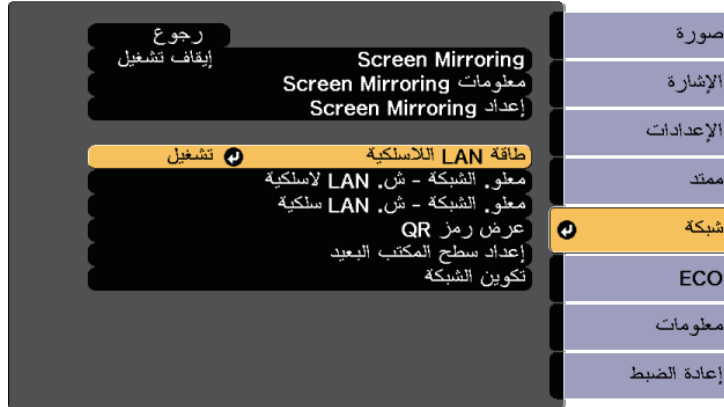 صورة
الإشارة
الإعدادات
ممتد
شبكة
ECO
معلومات
إعادة الضبط
رجوع
Screen Mirroring إيقاف تشغيل
معلومات Screen Mirroring
إعداد Screen Mirroring
طاقة LAN اللاسلكية تشغيل
معلو. الشبكة - ش. LAN لاسلكية
معلو. الشبكة - ش. LAN سلكية
عرض رمز QR
إعداد سطح المكتب البعيد
تكوين الشبكة